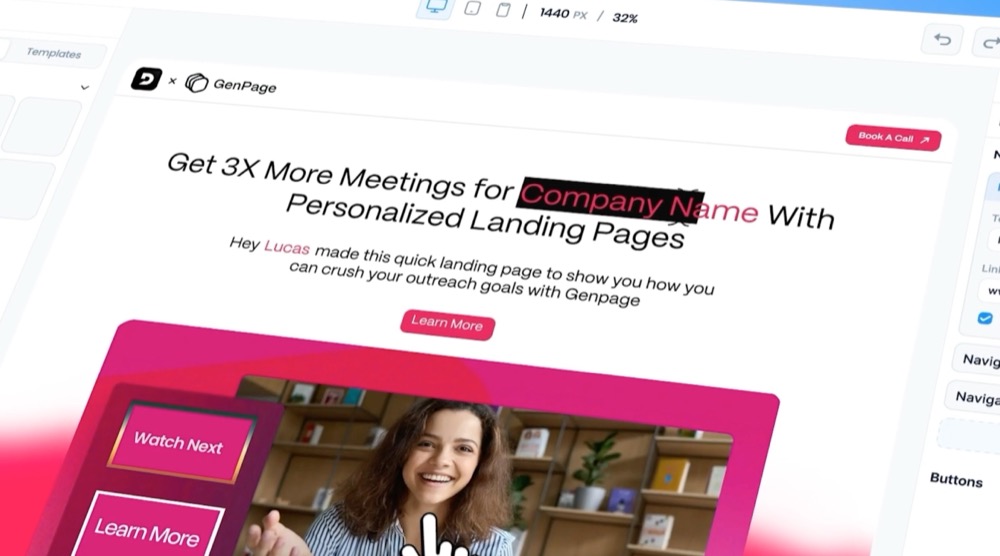 1440 PX / 32%
Templates
× GenPage
Book A Call
Get 3X More Meetings for Company Name With
Personalized Landing Pages
Hey Lucas made this quick landing page to show you how you
can crush your outreach goals with Genpage
Learn More
Watch Next
Learn More
Buttons